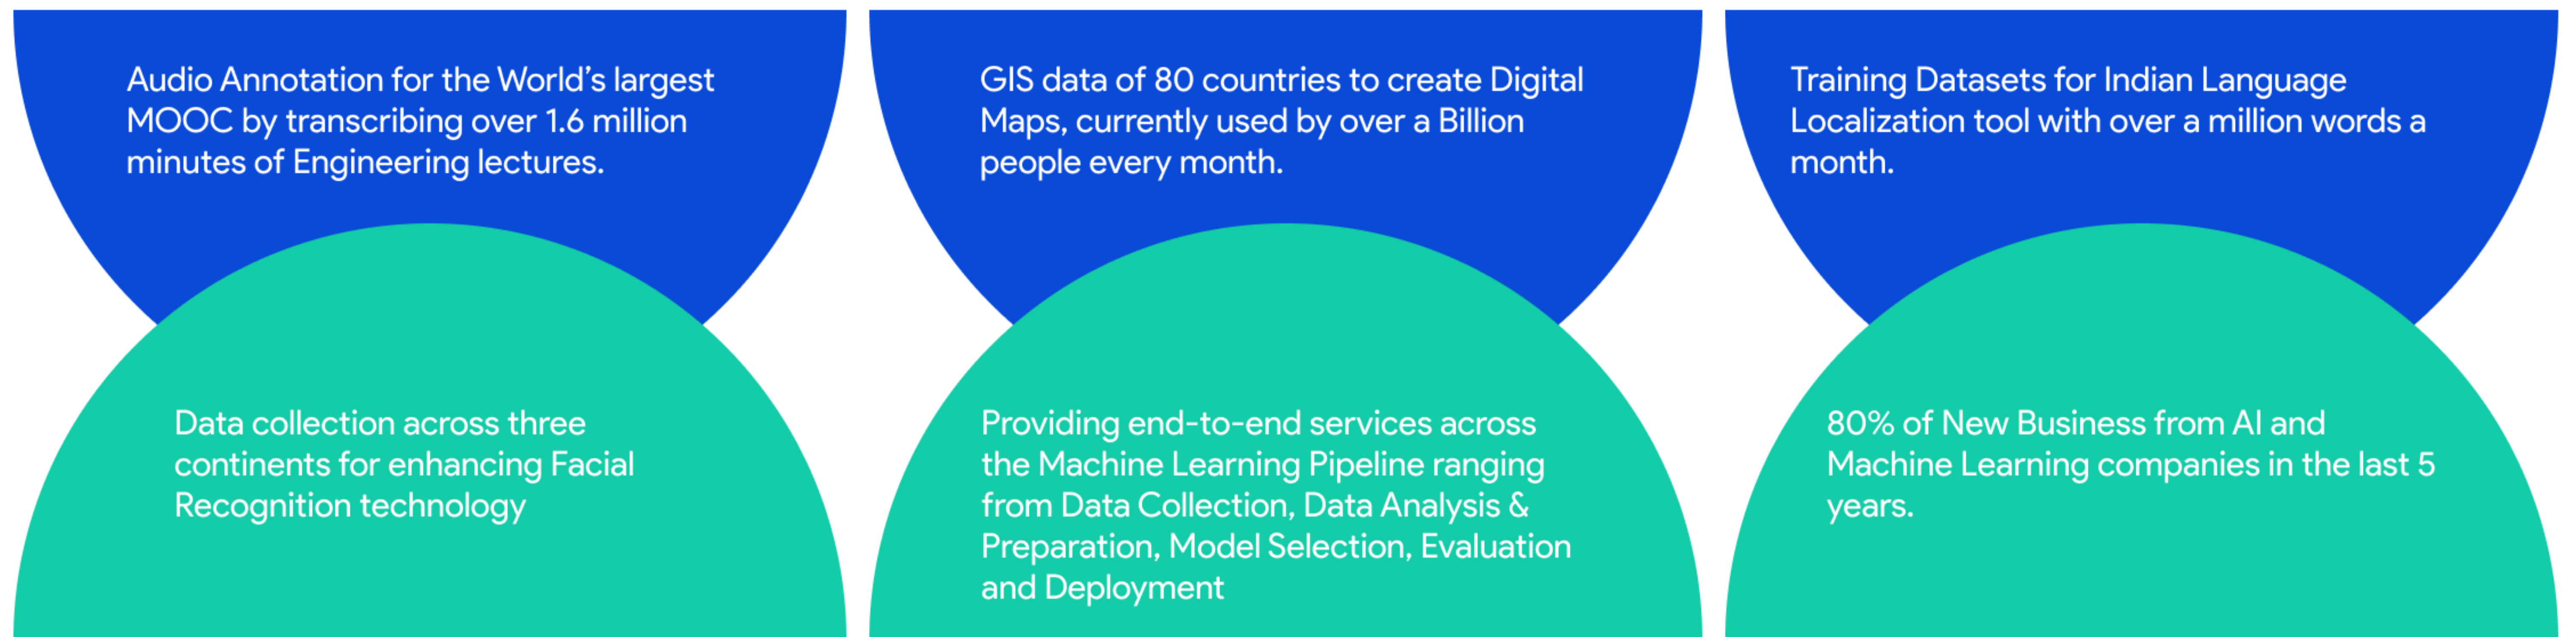 Audio Annotation for the World's largest
MOOC by transcribing over 1.6 million
minutes of Engineering lectures.
GIS data of 80 countries to create Digital
Maps, currently used by over a Billion
people every month.
Training Datasets for Indian Language
Localization tool with over a million words a
month.
Data collection across three
continents for enhancing Facial
Recognition technology
Providing end-to-end services across
the Machine Learning Pipeline ranging
from Data Collection, Data Analysis &
Preparation, Model Selection, Evaluation
and Deployment
80% of New Business from AI and
Machine Learning companies in the last 5
years.